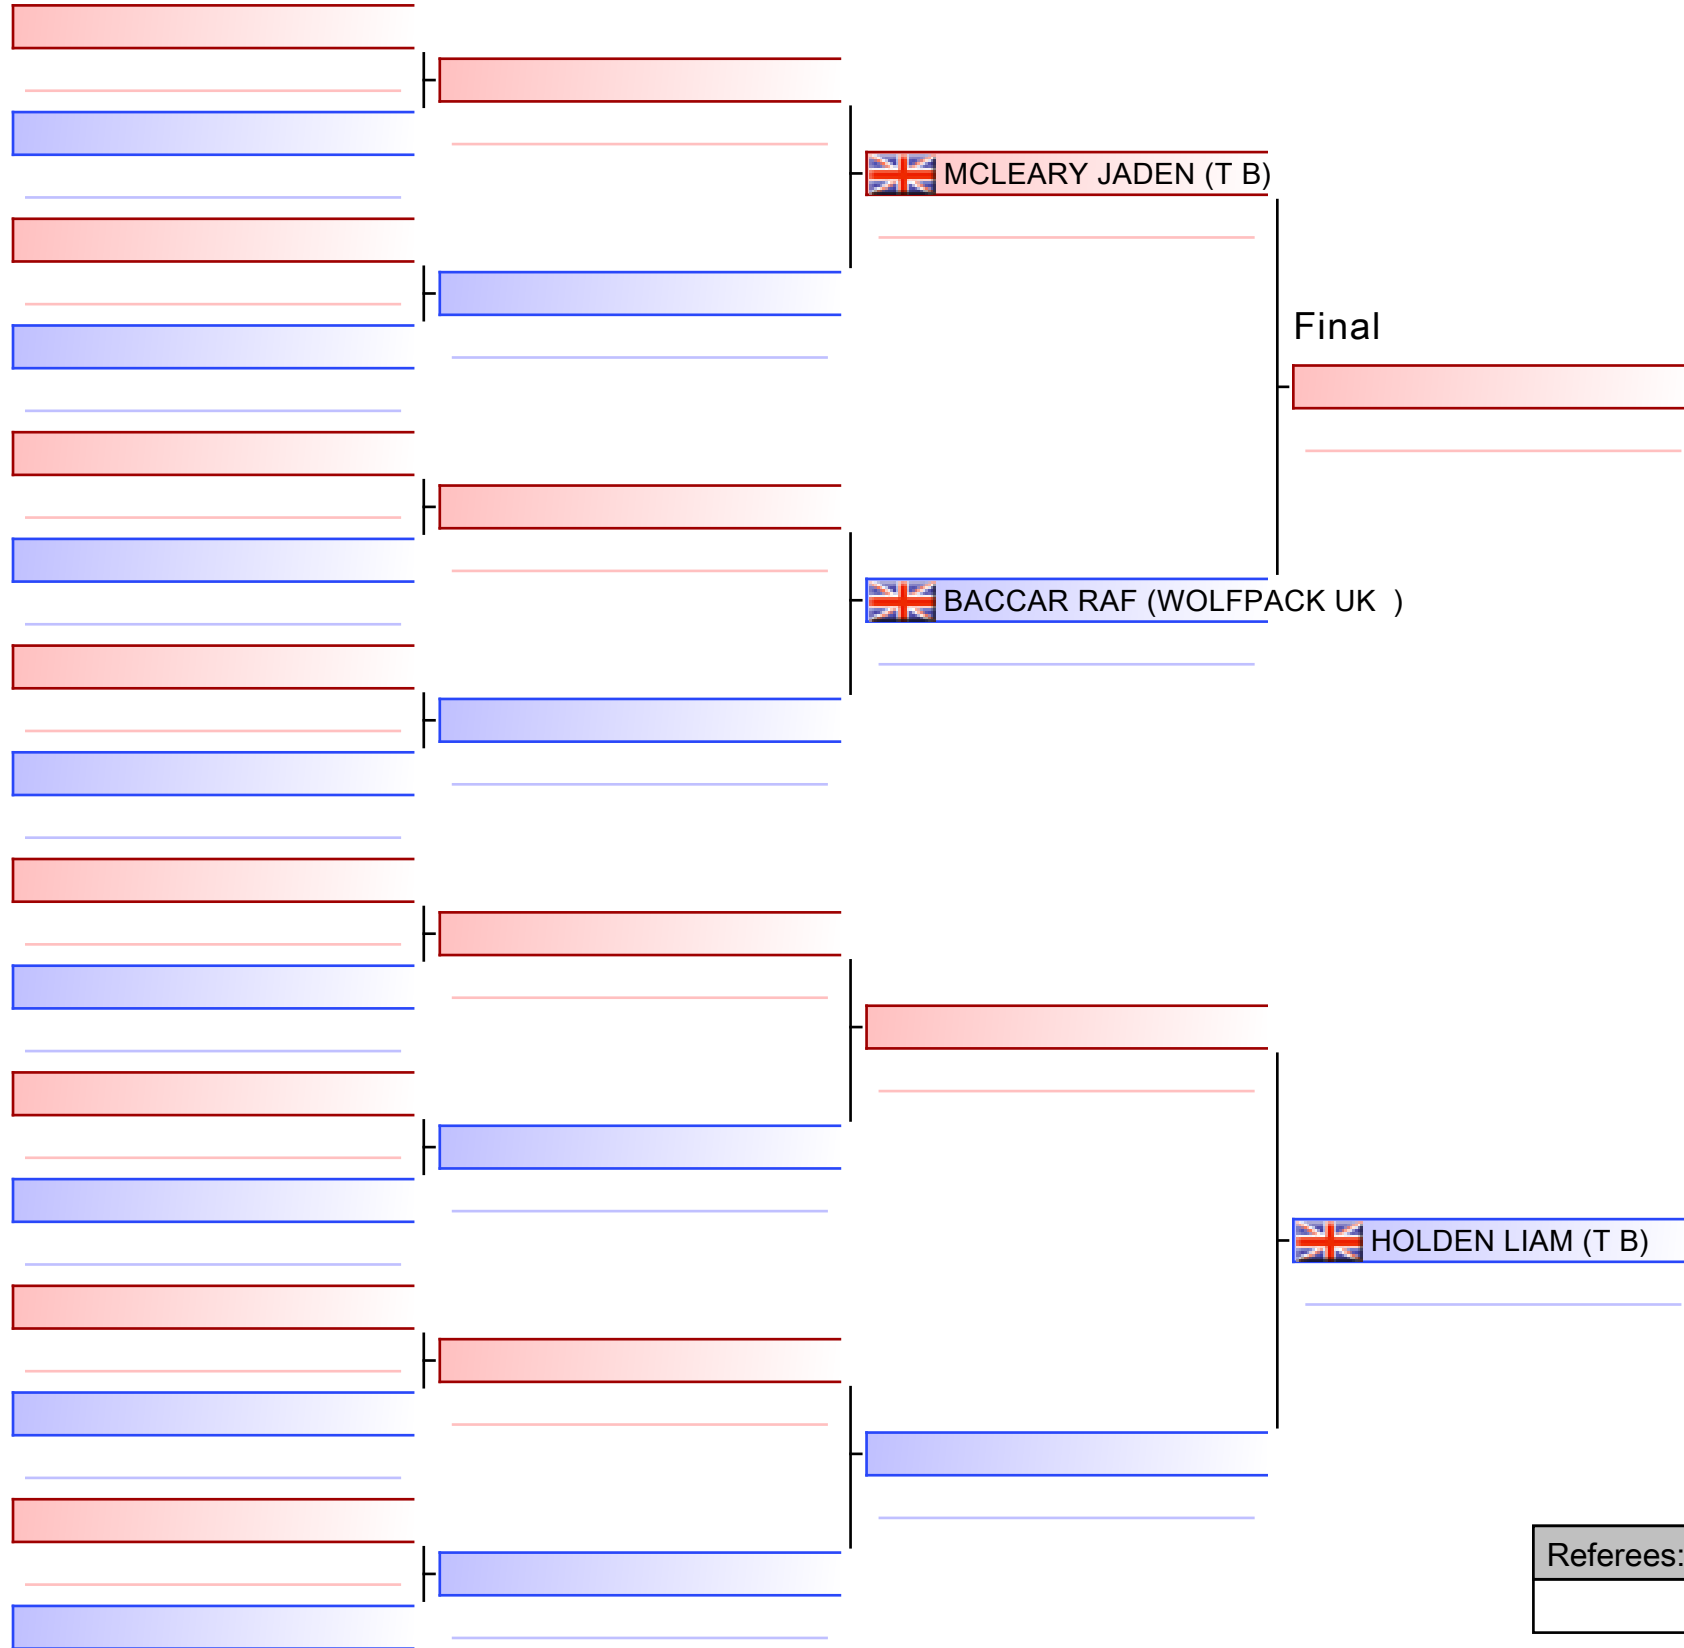 MCLEARY JADEN (T B)
Final
BACCAR RAF (WOLFPACK UK )
HOLDEN LIAM (T B)
Referees: